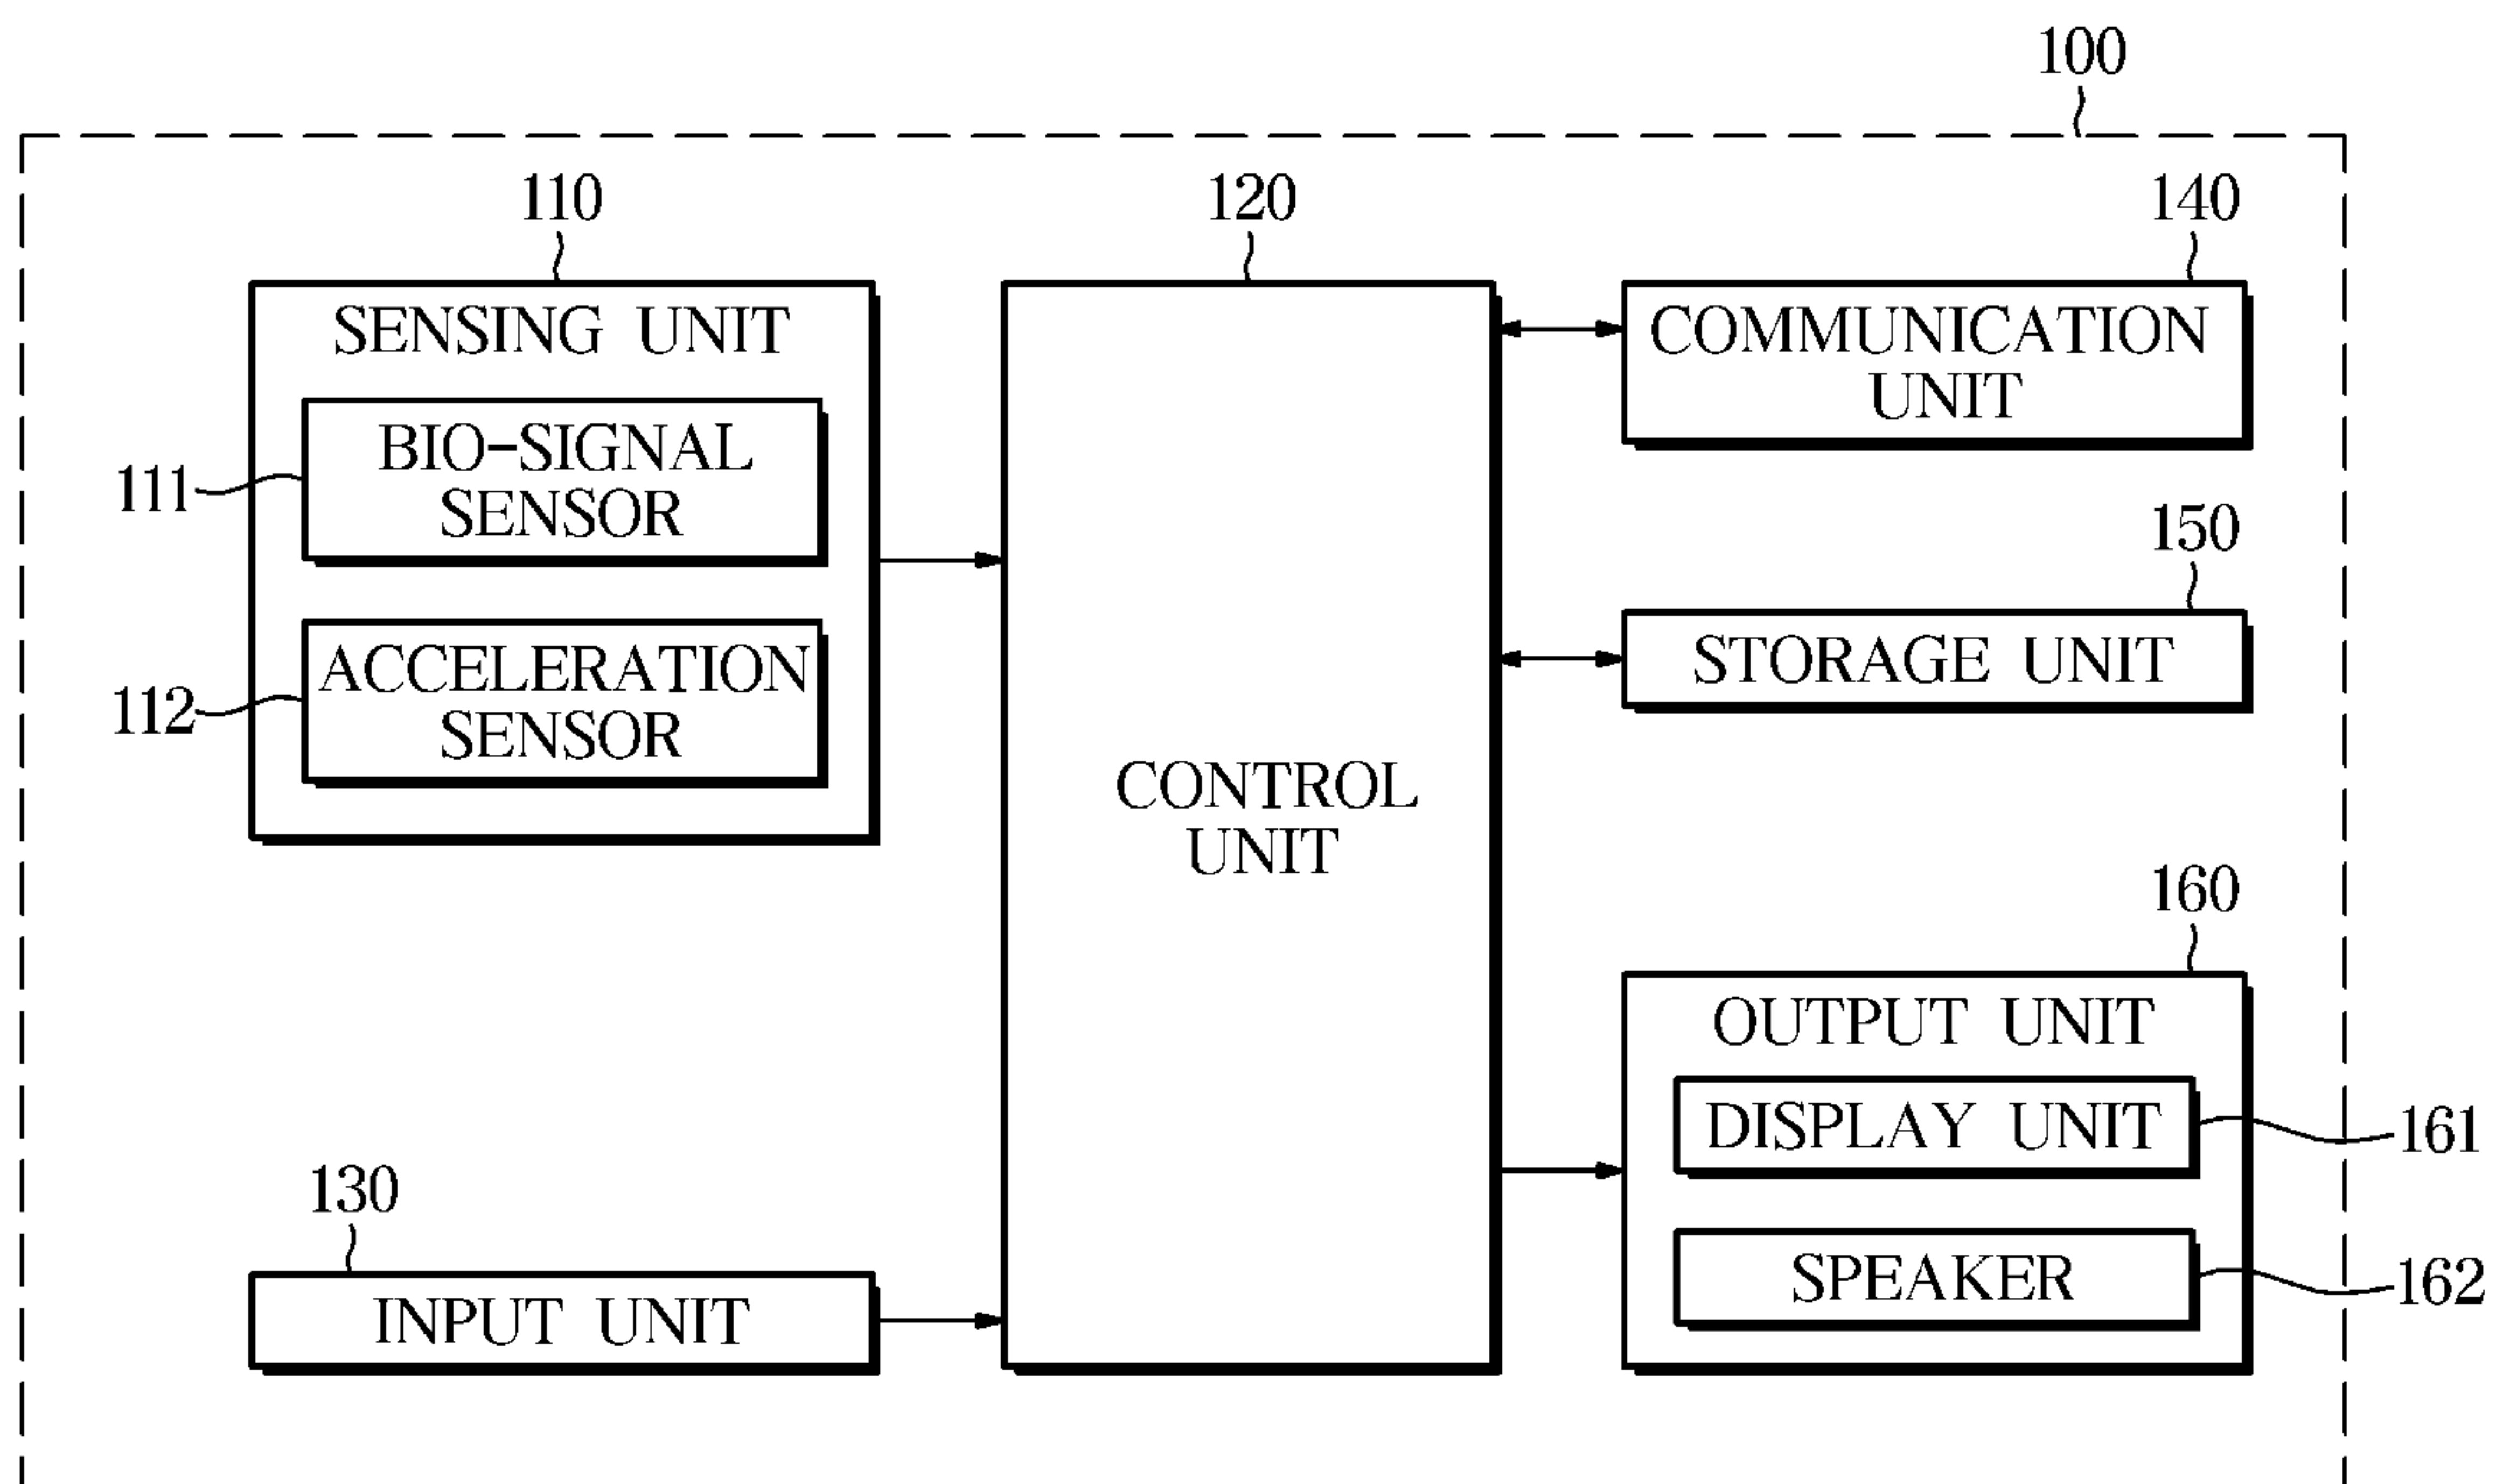 100
110
SENSING UNIT
111
BIO-SIGNAL
SENSOR
112
ACCELERATION
SENSOR
130
INPUT UNIT
120
CONTROL
UNIT
140
COMMUNICATION
UNIT
150
STORAGE UNIT
160
OUTPUT UNIT
DISPLAY UNIT
161
SPEAKER
162